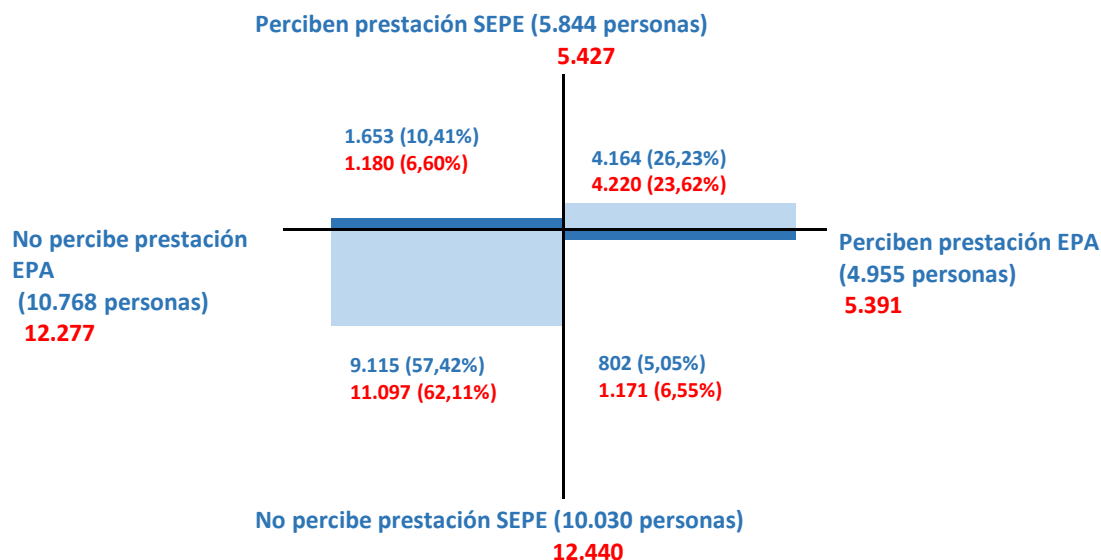 Perciben prestación SEPE (5.844 personas)
5.427
1.653 (10,41%)
1.180 (6,60%)
4.164 (26,23%)
4.220 (23,62%)
No percibe prestación
EPA
(10.768 personas)
12.277
Perciben prestación EPA
(4.955 personas)
5.391
9.115 (57,42%)
11.097 (62,11%)
802 (5,05%)
1.171 (6,55%)
No percibe prestación SEPE (10.030 personas)
12.440